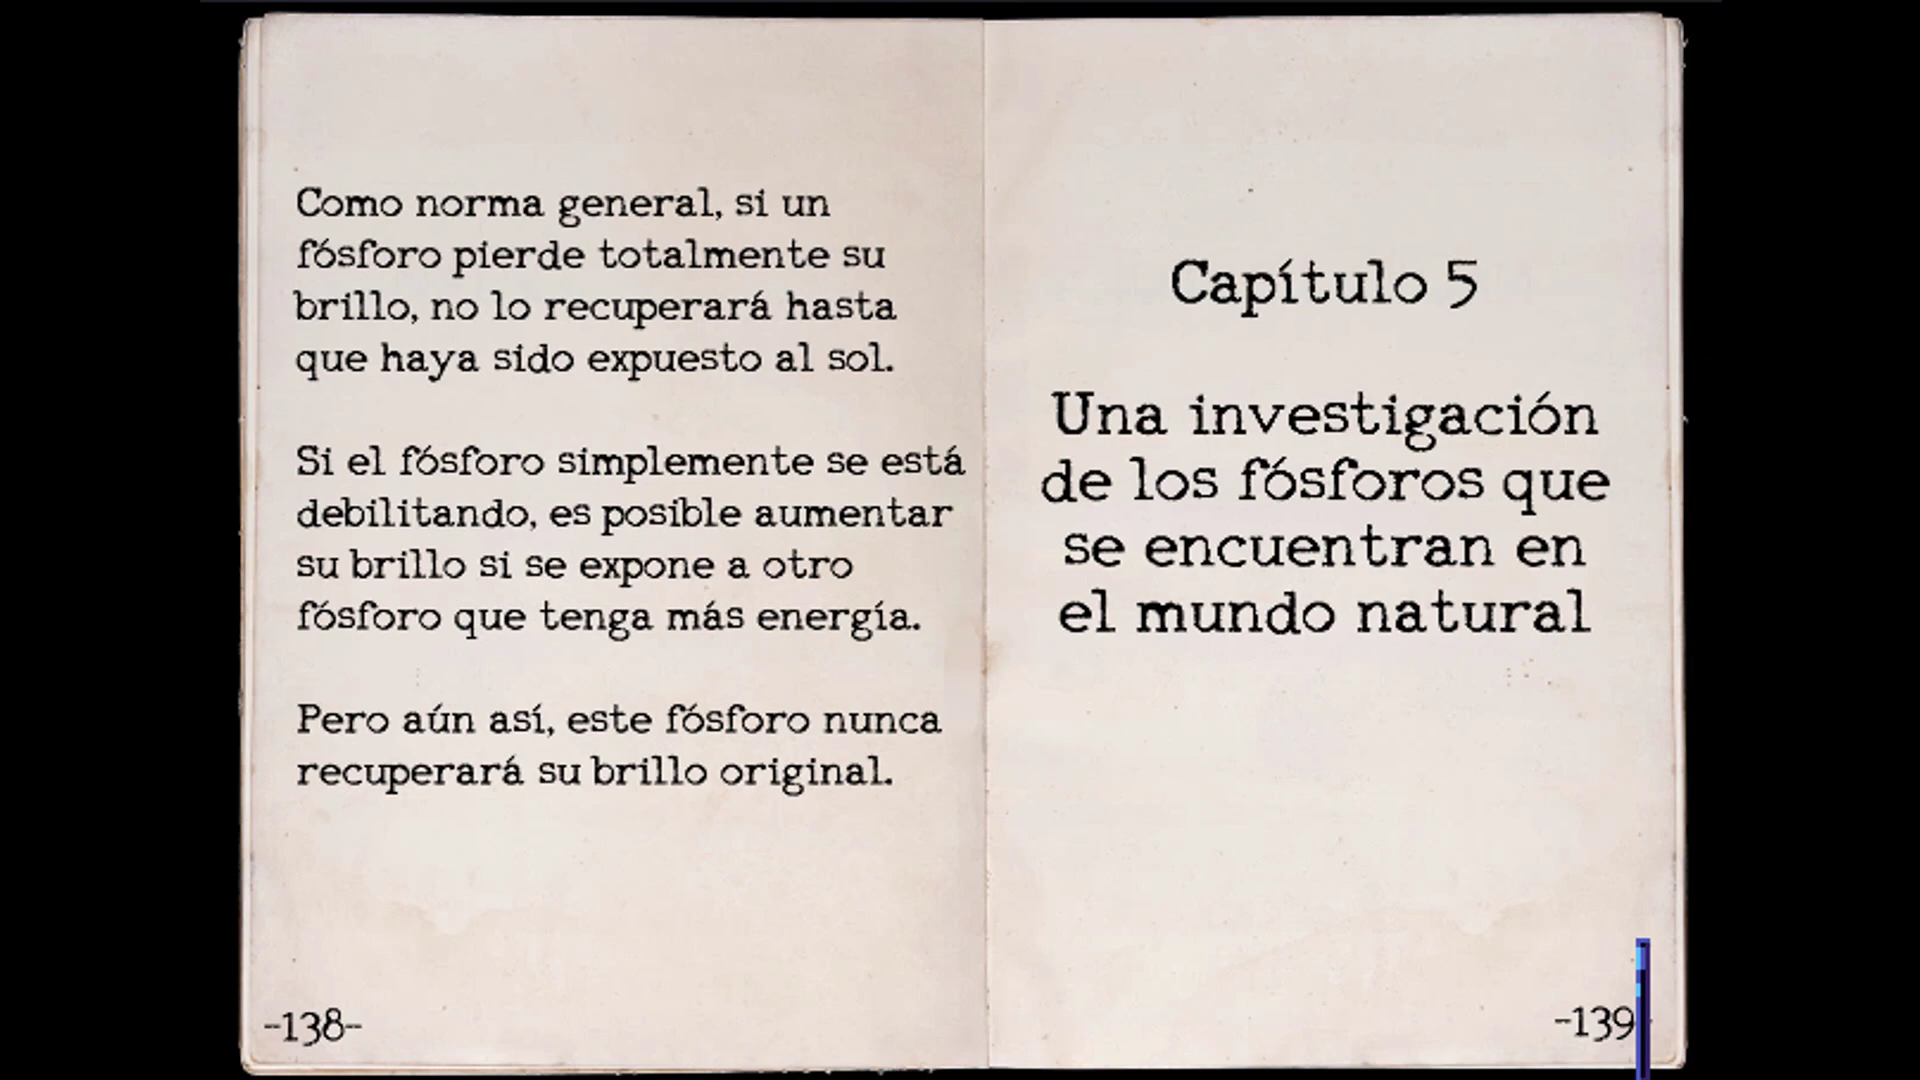 Como norma general, si un
fósforo pierde totalmente su
brillo, no lo recuperará hasta
que haya sido expuesto al sol.
Si el fósforo simplemente se está
debilitando, es posible aumentar
su brillo si se expone a otro
fósforo que tenga más energía.
Pero aún así, este fósforo nunca
recuperará su brillo original.
-138-
Capítulo 5
Una investigación
de los fósforos que
se encuentran en
el mundo natural
-139